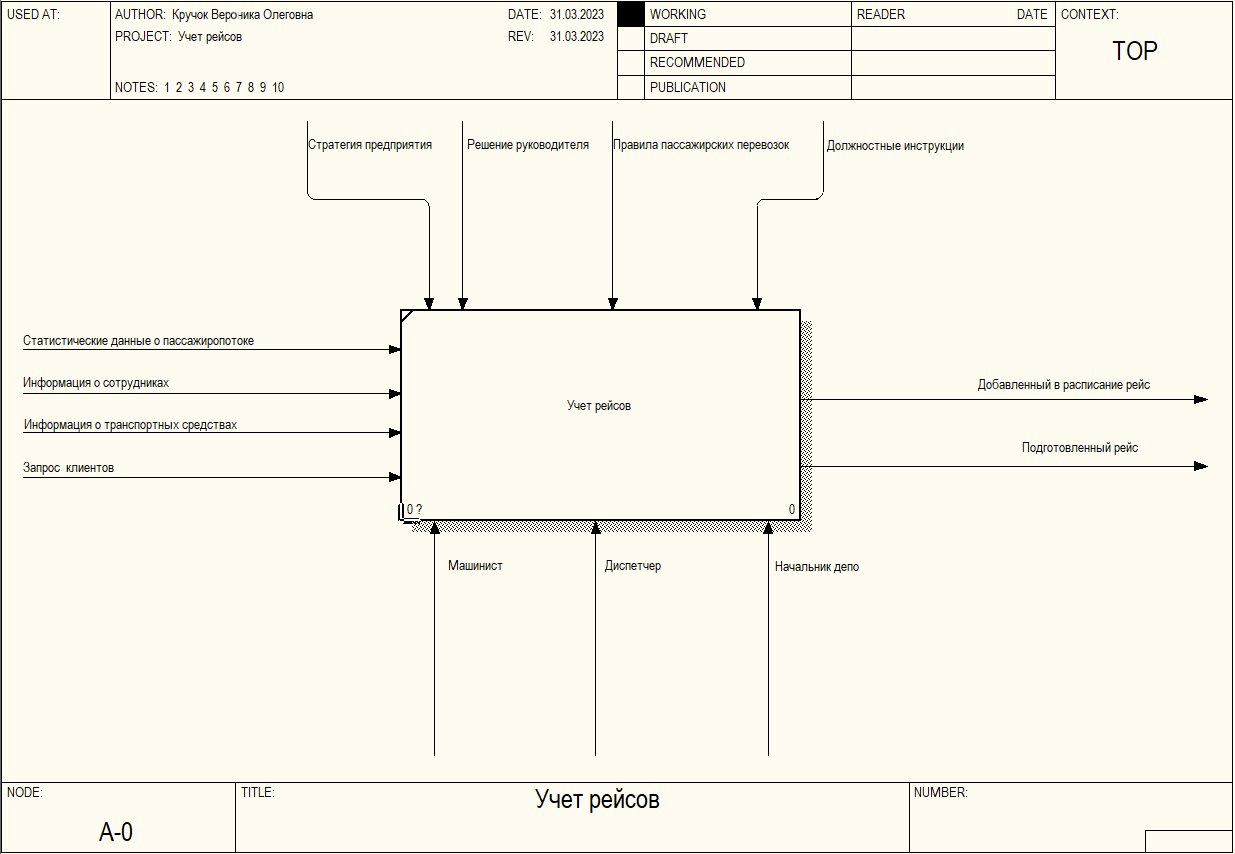 USED AT:
AUTHOR: Кручок Вероника Олеговна
DATE: 31.03.2023
PROJECT: Учет рейсов
REV: 31.03.2023
NOTES: 1 2 3 4 5 6 7 8 9 10
WORKING
DRAFT
RECOMMENDED
PUBLICATION
READER DATE
CONTEXT:
TOP
Стратегия предприятия
Решение руководителя
Правила пассажирских перевозок
Должностные инструкции
Статистические данные о пассажиропотоке
Информация о сотрудниках
Информация о транспортных средствах
Запрос клиентов
Учет рейсов
0 ?
0
Добавленный в расписание рейс
Подготовленный рейс
Машинист
Диспетчер
Начальник депо
NODE:
A-0
TITLE:
Учет рейсов
NUMBER: